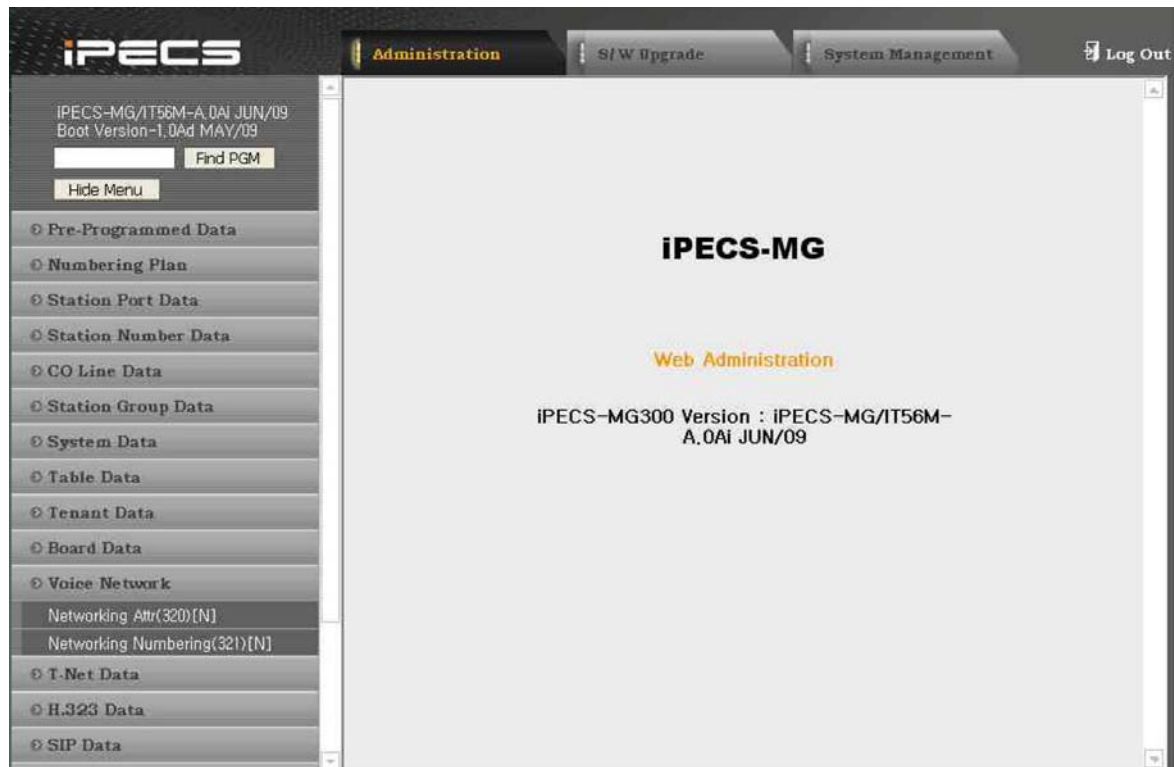 iPECS
Administration
S/W Upgrade
System Management
Log Out
IPECS-MG/IT56M-A.0Ai JUN/09
Boot Version-1.0Ad MAY/09
Find PGM
Hide Menu
Pre-Programmed Data
Numbering Plan
Station Port Data
Station Number Data
CO Line Data
Station Group Data
System Data
Table Data
Tenant Data
Board Data
Voice Network
Networking Attr(320)[N]
Networking Numbering(321)[N]
T-Net Data
H.323 Data
SIP Data
iPECS-MG
Web Administration
iPECS-MG300 Version : iPECS-MG/IT56M-
A.0Ai JUN/09